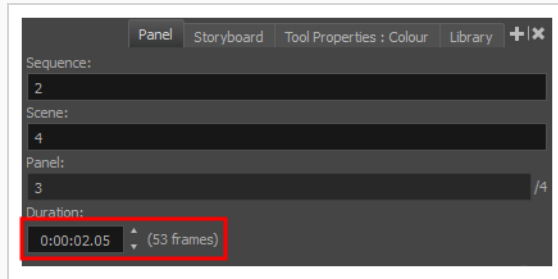 Panel Storyboard Tool Properties : Colour Library
Sequence:
2
Scene:
4
Panel:
3 /4
Duration:
0:00:02.05 (53 frames)